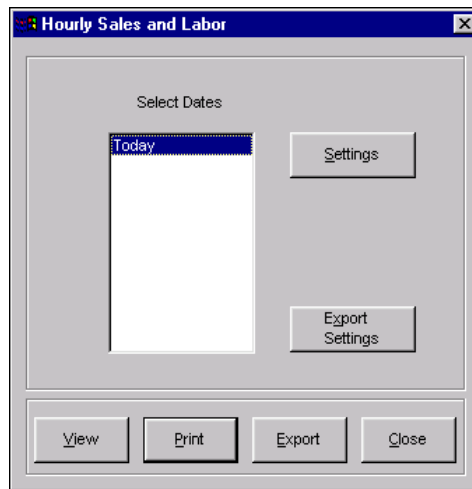 Hourly Sales and Labor
Select Dates
Today
Settings
Export
Settings
View
Print
Export
Close